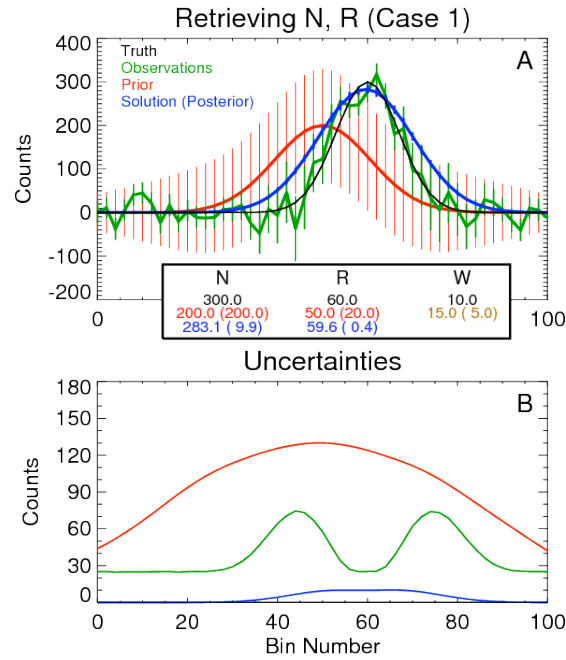 Retrieving N, R (Case 1)
400
300
200
100
0
-100
-200
Counts
Truth
Observations
Prior
Solution (Posterior)
A
N R W
300.0 60.0 10.0
200.0 (200.0) 50.0 (20.0) 15.0 ( 5.0)
283.1 ( 9.9) 59.6 ( 0.4)
0 100
Uncertainties
180
150
120
90
60
30
0
Counts
B
0 20 40 60 80 100
Bin Number